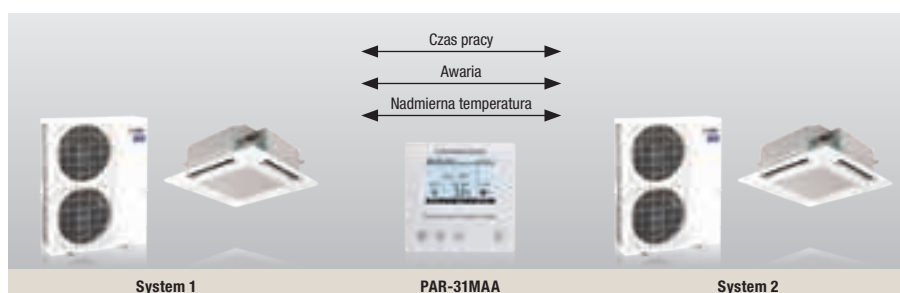 Czas pracy
Awaria
Nadmierna temperatura
System 1 PAR-31MAA System 2